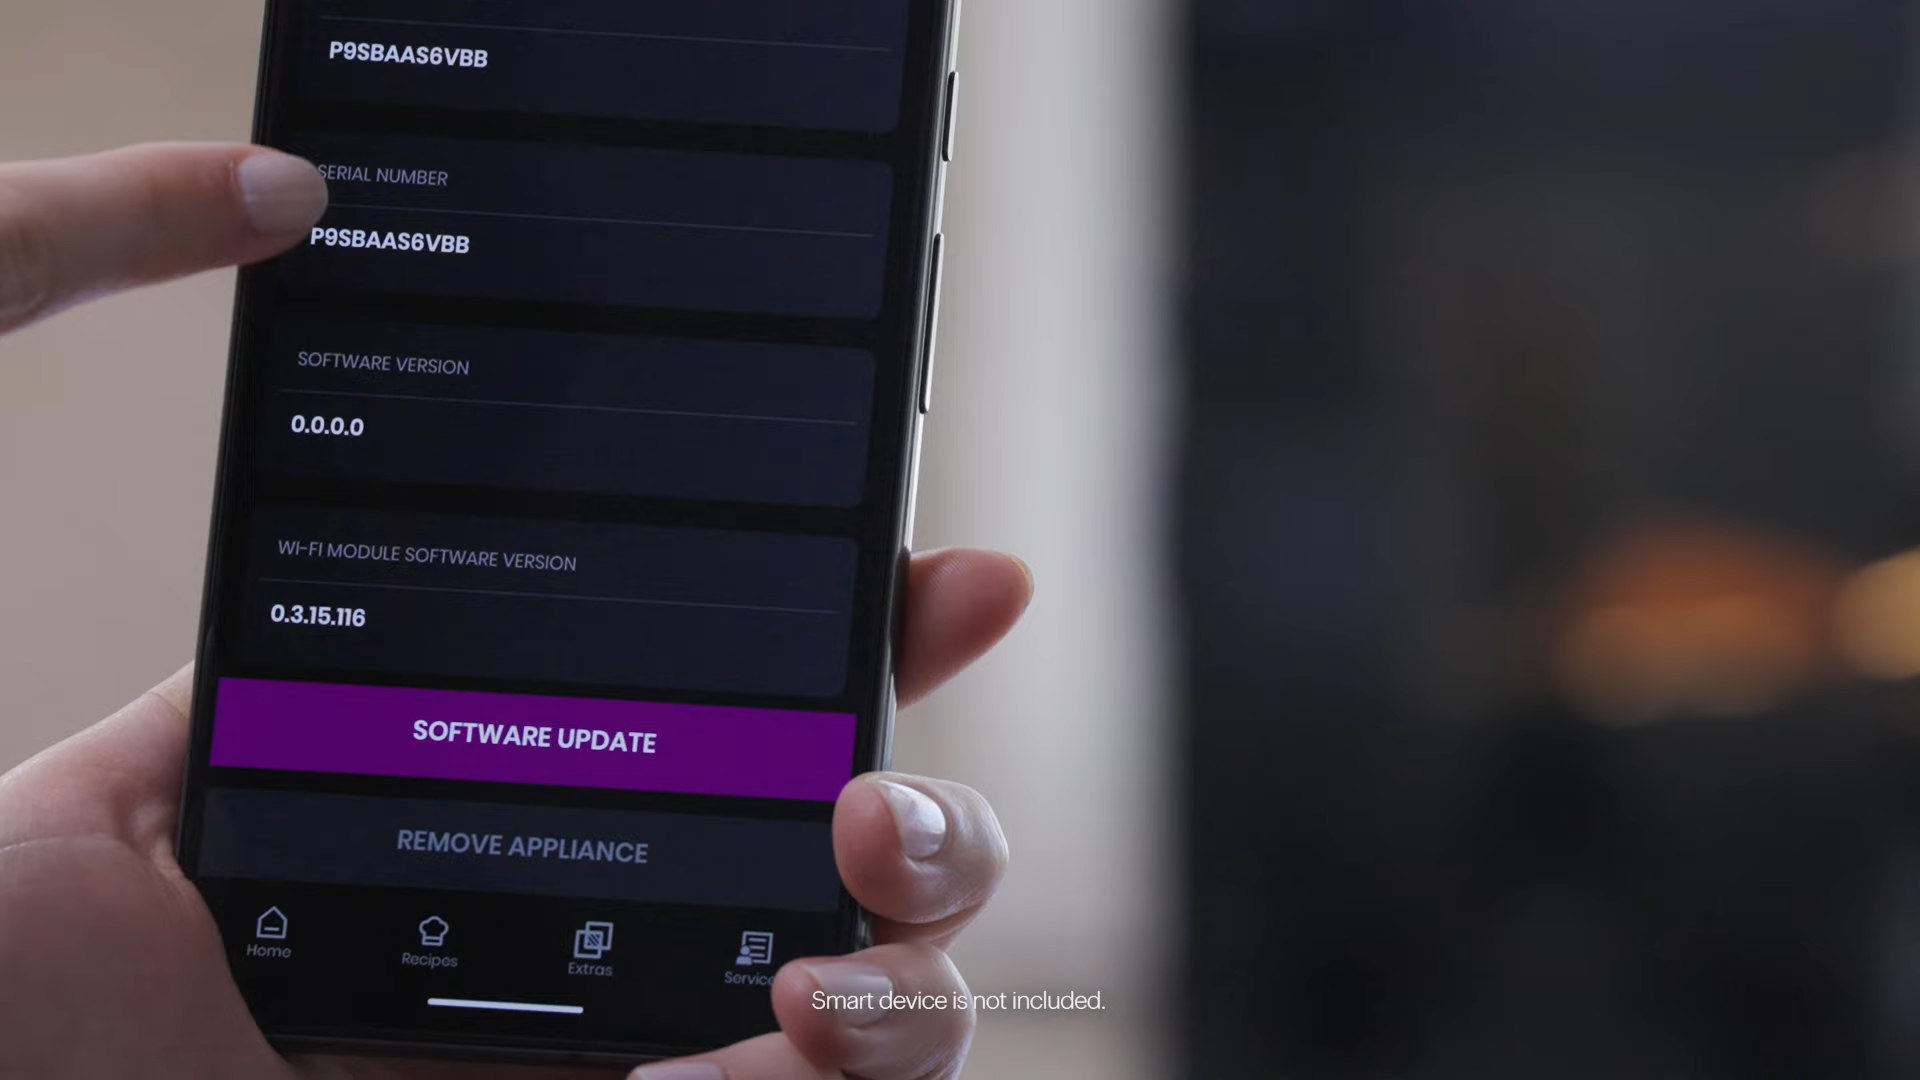 P9SBAAS6VBB
SERIAL NUMBER
P9SBAAS6VBB
SOFTWARE VERSION
0.0.0.0
WI-FI MODULE SOFTWARE VERSION
0.3.15.116
SOFTWARE UPDATE
REMOVE APPLIANCE
Home
Recipes
Extras
Service
Smart device is not included.